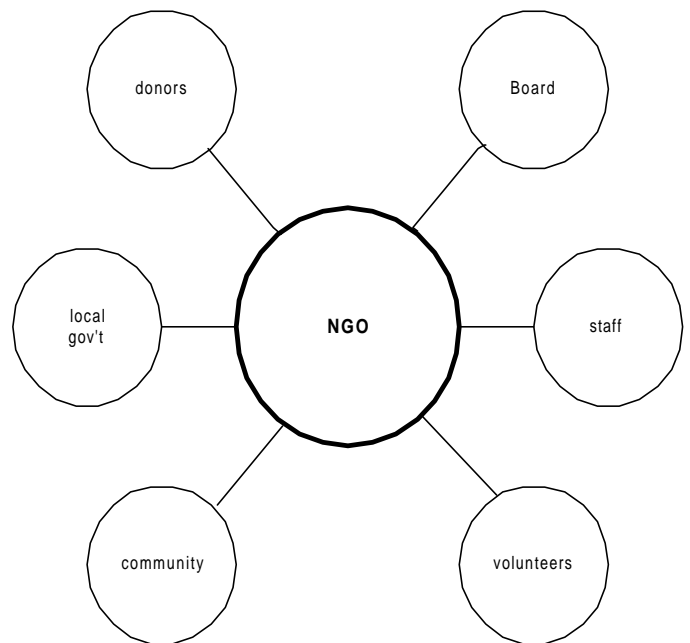 donors
Board
local
gov't
NGO
staff
community
volunteers